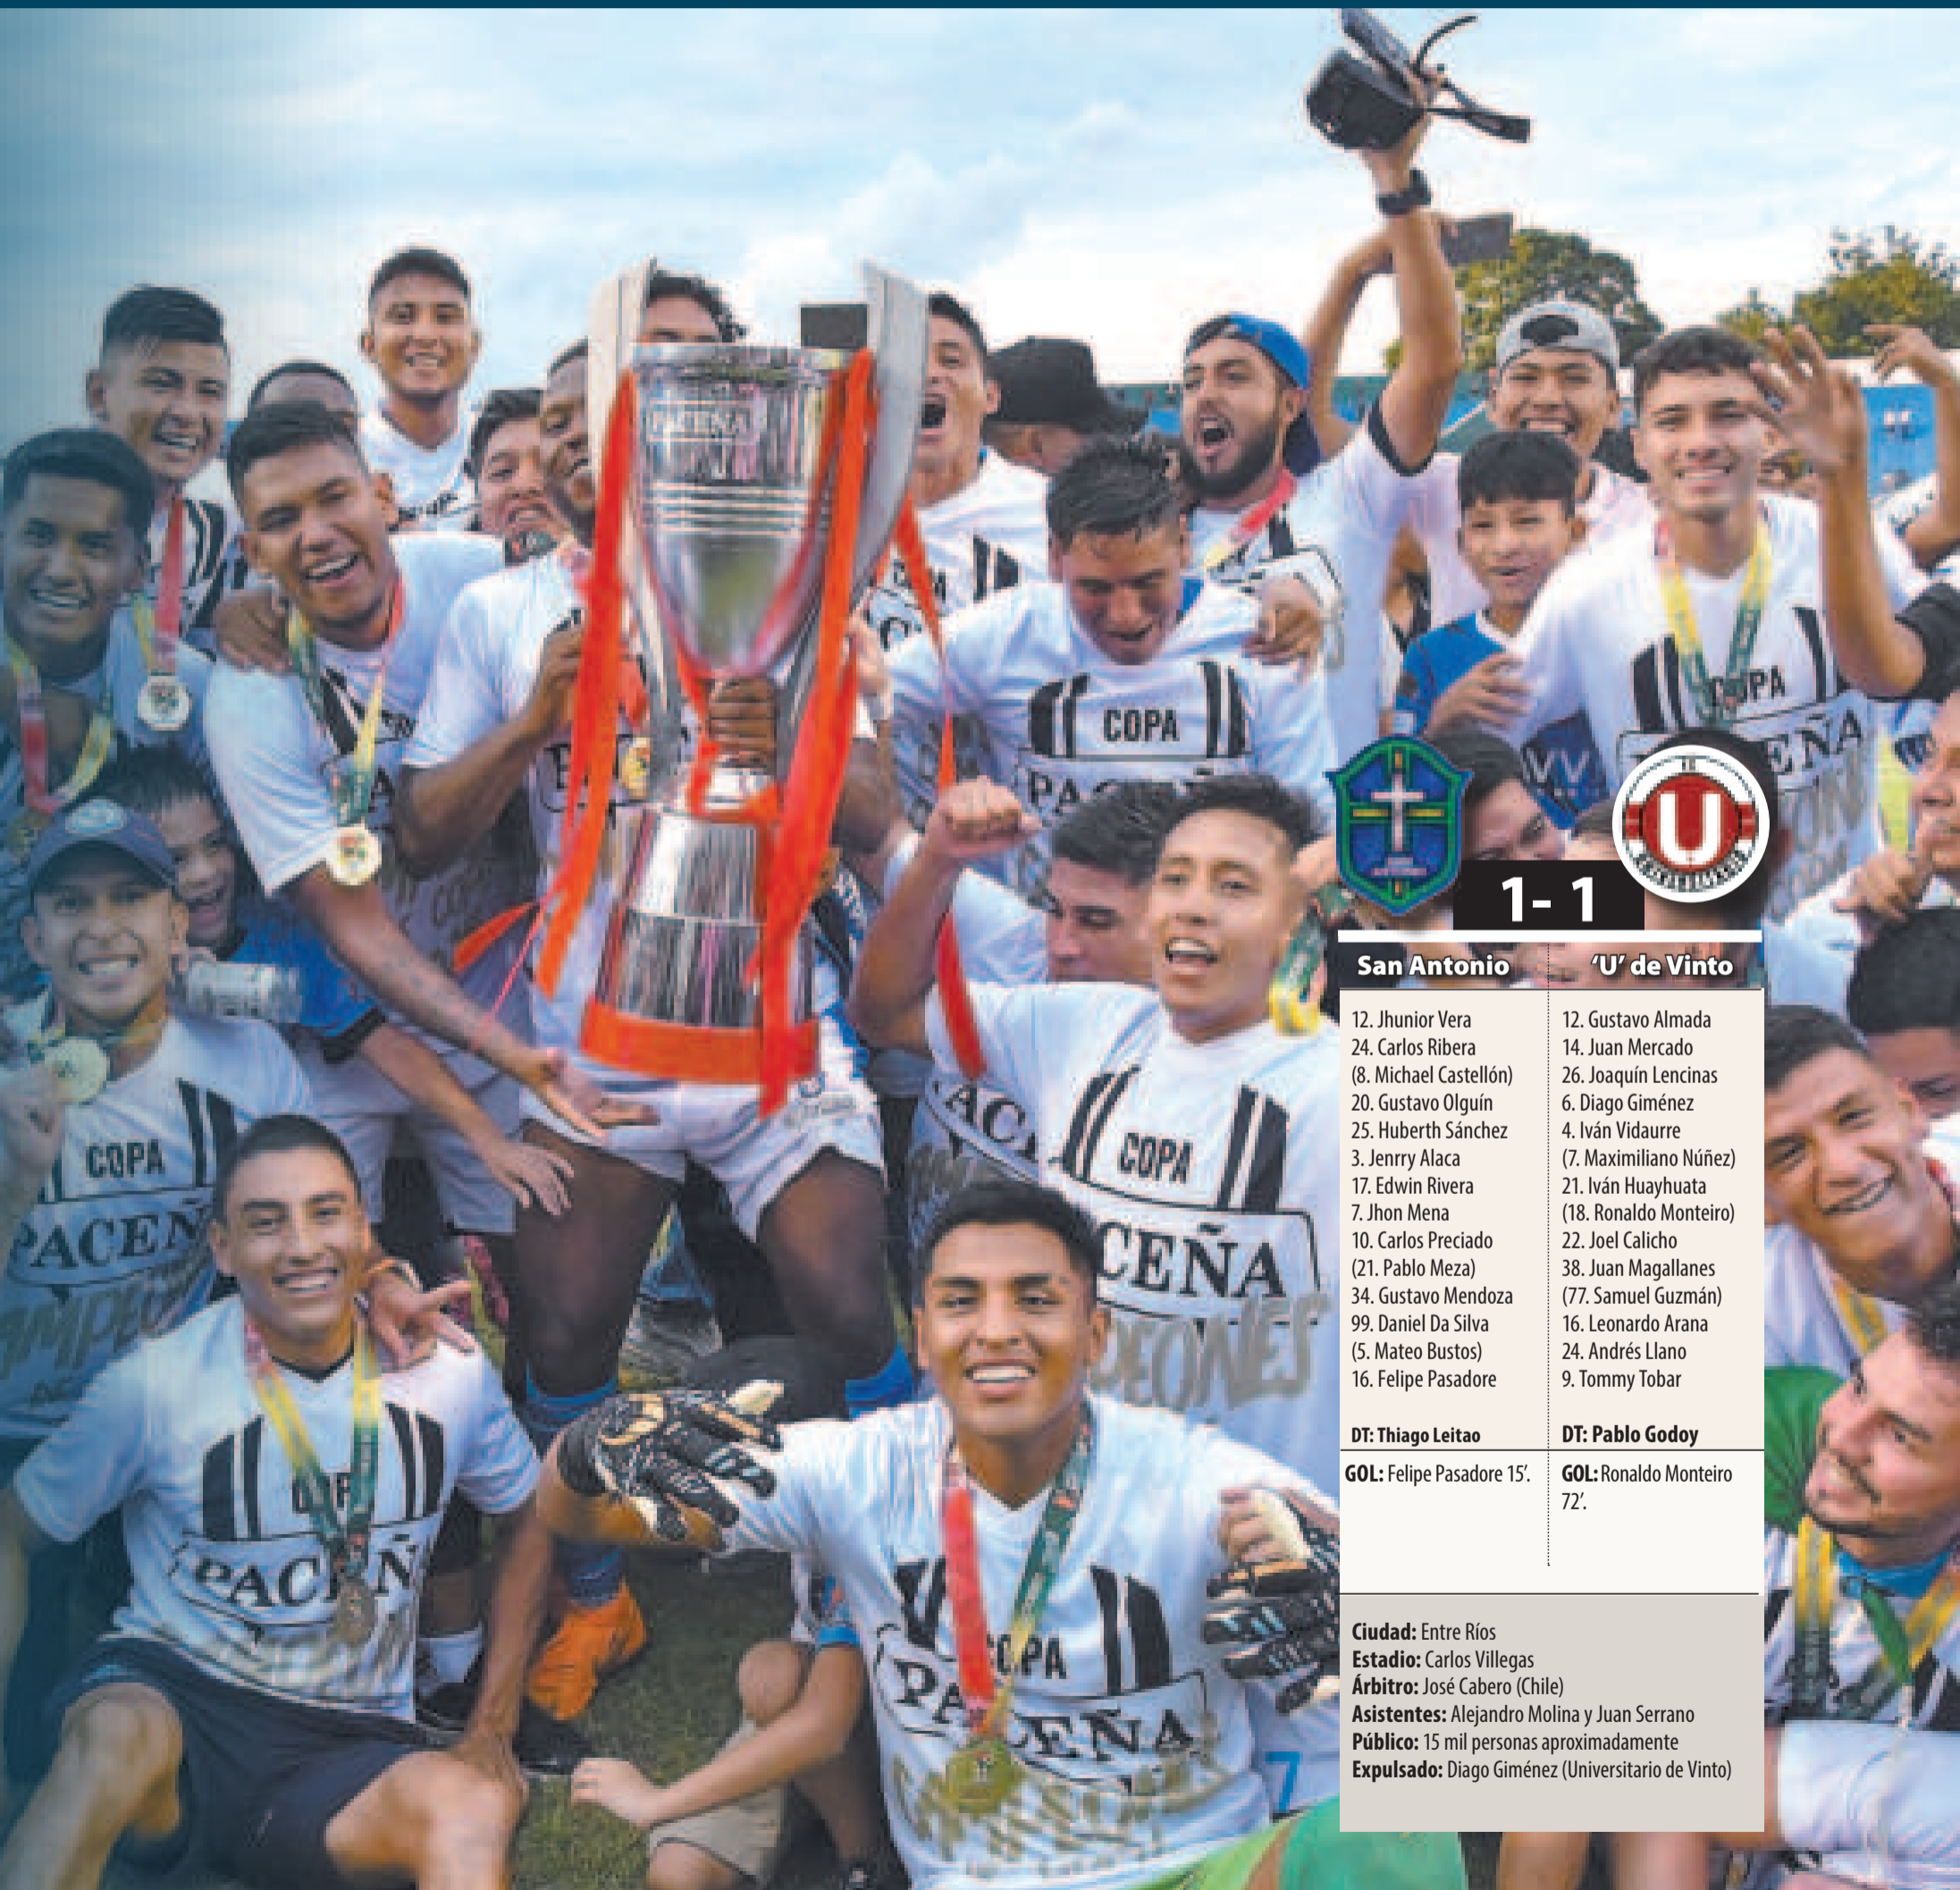 PACEÑA
COPA
PACEÑA
COPA
PACEÑA
COPA
CEÑA
COPA
COPA
PACEÑA
1- 1
San Antonio
12. Jhunior Vera
24. Carlos Ribera
(8. Michael Castellón)
20. Gustavo Olguín
25. Huberth Sánchez
3. Jenrry Alaca
17. Edwin Rivera
7. Jhon Mena
10. Carlos Preciado
(21. Pablo Meza)
34. Gustavo Mendoza
99. Daniel Da Silva
(5. Mateo Bustos)
16. Felipe Pasadore
DT: Thiago Leitao
GOL: Felipe Pasadore 15’.
‘U’ de Vinto
12. Gustavo Almada
14. Juan Mercado
26. Joaquín Lencinas
6. Diago Giménez
4. Iván Vidaurre
(7. Maximiliano Núñez)
21. Iván Huayhuata
(18. Ronaldo Monteiro)
22. Joel Calicho
38. Juan Magallanes
(77. Samuel Guzmán)
16. Leonardo Arana
24. Andrés Llano
9. Tommy Tobar
DT: Pablo Godoy
GOL: Ronaldo Monteiro
72’.
Ciudad: Entre Ríos
Estadio: Carlos Villegas
Árbitro: José Cabero (Chile)
Asistentes: Alejandro Molina y Juan Serrano
Público: 15 mil personas aproximadamente
Expulsado: Diago Giménez (Universitario de Vinto)
U
7